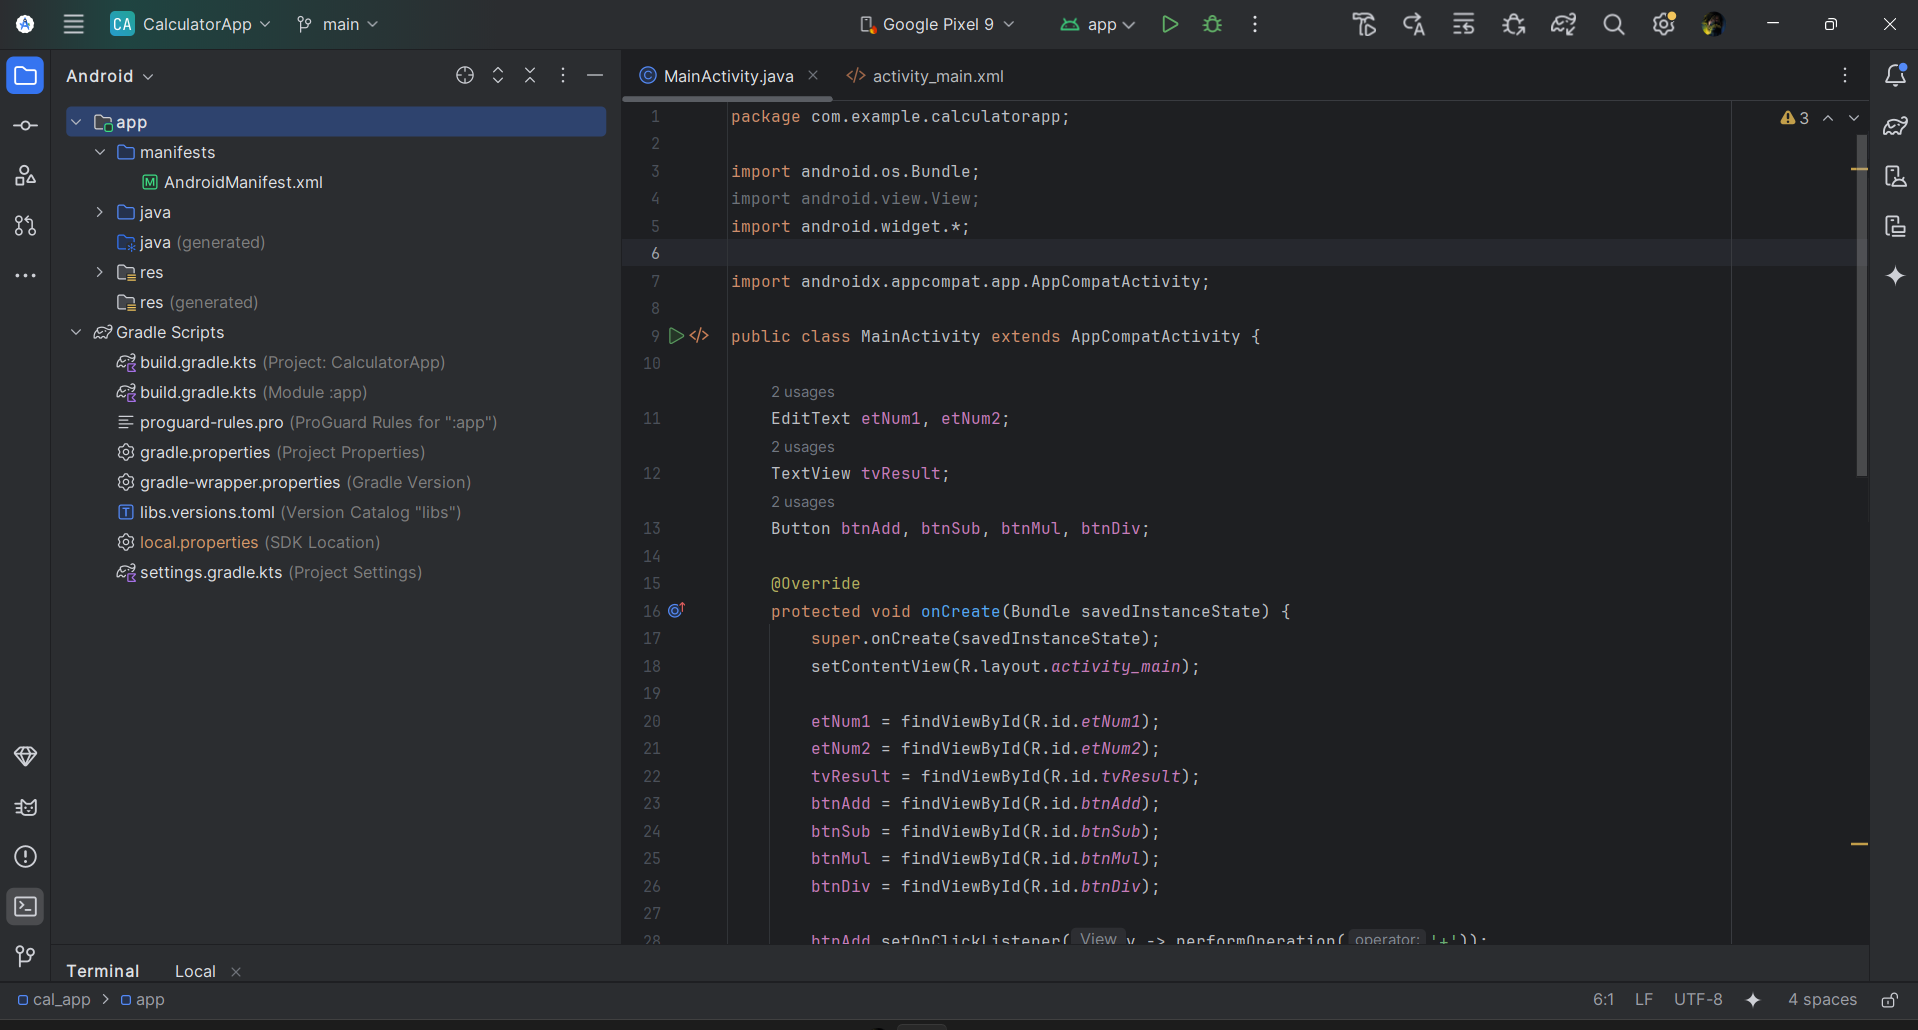 CA CalculatorApp main Google Pixel 9 app
Android
app
manifests
AndroidManifest.xml
java
java (generated)
res
res (generated)
Gradle Scripts
build.gradle.kts (Project: CalculatorApp)
build.gradle.kts (Module :app)
proguard-rules.pro (ProGuard Rules for ":app")
gradle.properties (Project Properties)
gradle-wrapper.properties (Gradle Version)
libs.versions.toml (Version Catalog "libs")
local.properties (SDK Location)
settings.gradle.kts (Project Settings)
MainActivity.java activity_main.xml
3
1 package com.example.calculatorapp;
2
3 import android.os.Bundle;
4 import android.view.View;
5 import android.widget.*;
6
7 import androidx.appcompat.app.AppCompatActivity;
8
9 public class MainActivity extends AppCompatActivity {
10
2 usages
11 EditText etNum1, etNum2;
2 usages
12 TextView tvResult;
2 usages
13 Button btnAdd, btnSub, btnMul, btnDiv;
14
15 @Override
16 protected void onCreate(Bundle savedInstanceState) {
17 super.onCreate(savedInstanceState);
18 setContentView(R.layout.activity_main);
19
20 etNum1 = findViewById(R.id.etNum1);
21 etNum2 = findViewById(R.id.etNum2);
22 tvResult = findViewById(R.id.tvResult);
23 btnAdd = findViewById(R.id.btnAdd);
24 btnSub = findViewById(R.id.btnSub);
25 btnMul = findViewById(R.id.btnMul);
26 btnDiv = findViewById(R.id.btnDiv);
27
28 btnAdd.setOnClickListener( View v -> performOperation( operator: '+'));
Terminal Local
cal_app > app
6:1 LF UTF-8 4 spaces